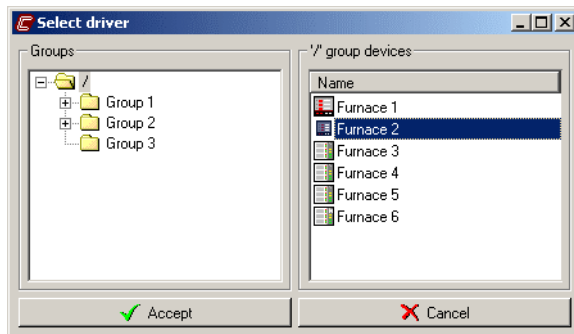 Select driver
Groups
/
Group 1
Group 2
Group 3
'/' group devices
Name
Furnace 1
Furnace 2
Furnace 3
Furnace 4
Furnace 5
Furnace 6
Accept
Cancel